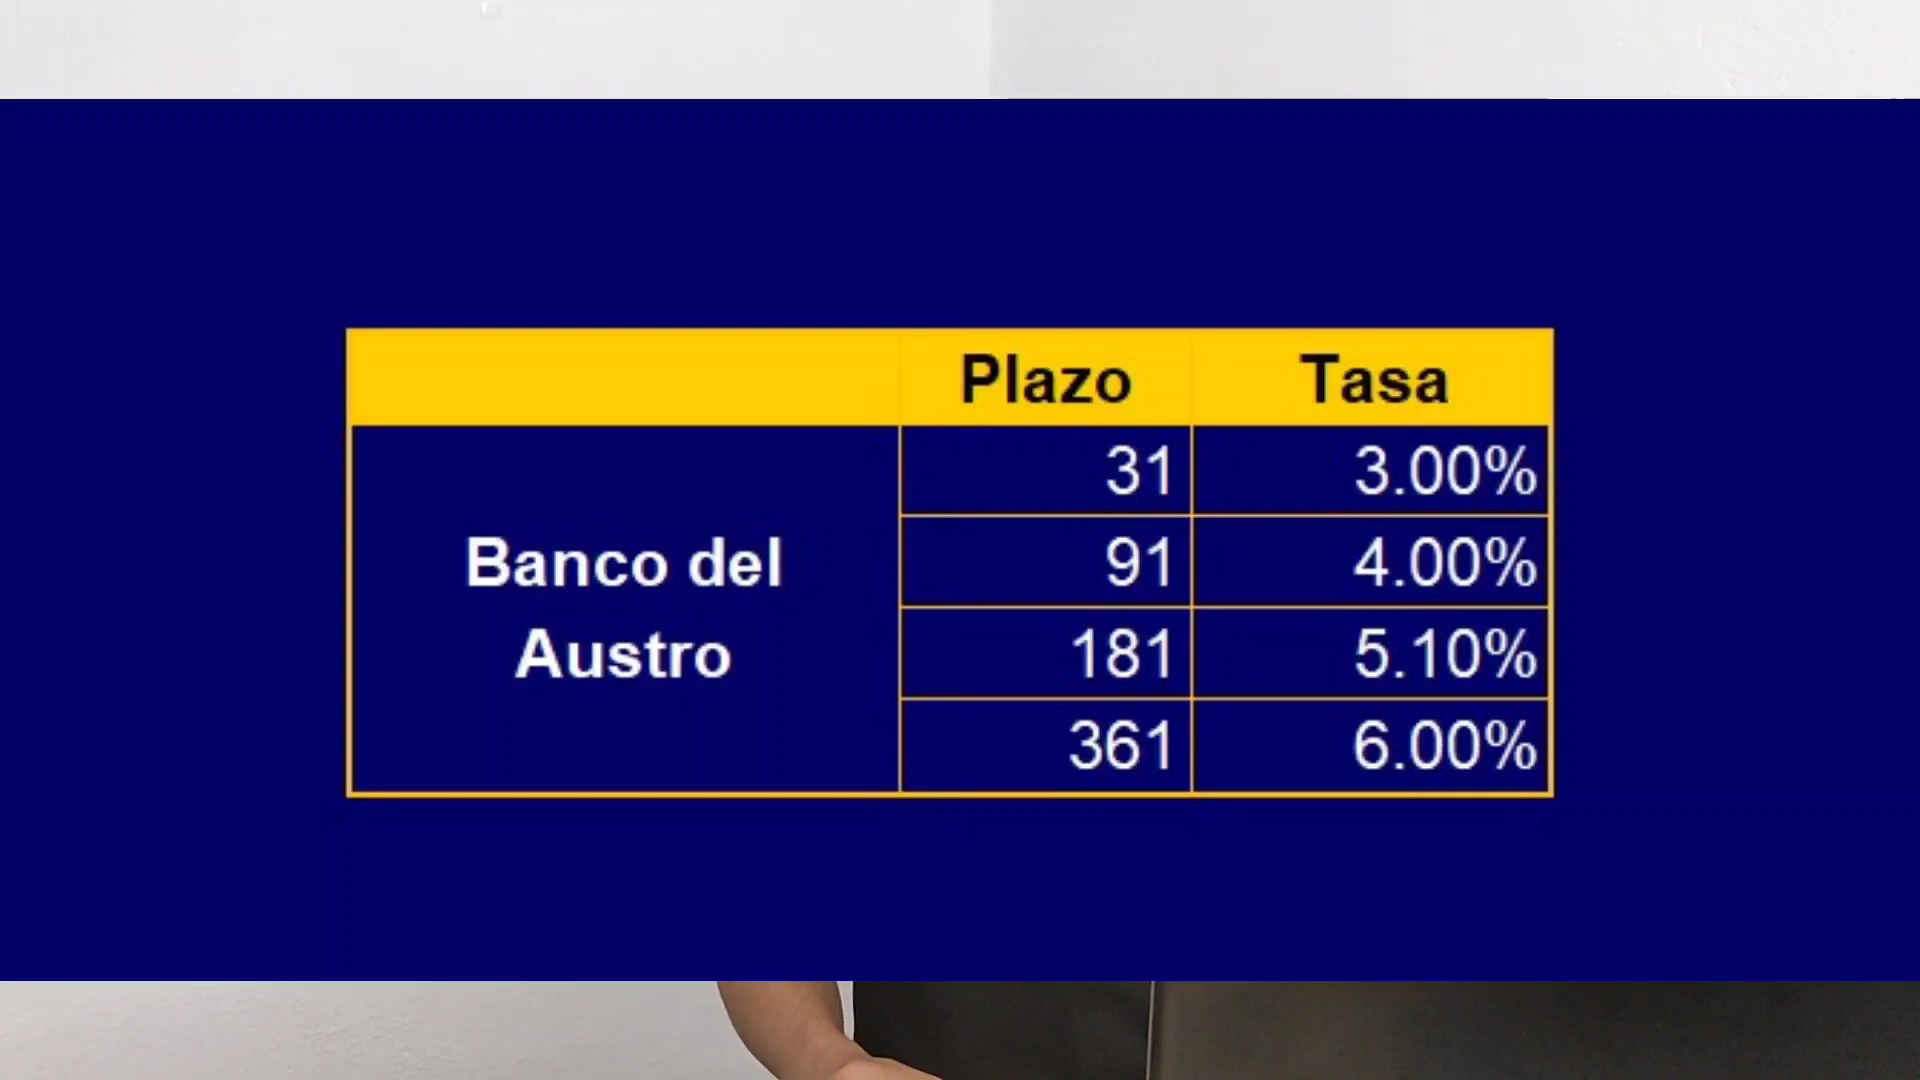 Plazo Tasa
31 3.00%
Banco del 91 4.00%
Austro 181 5.10%
361 6.00%